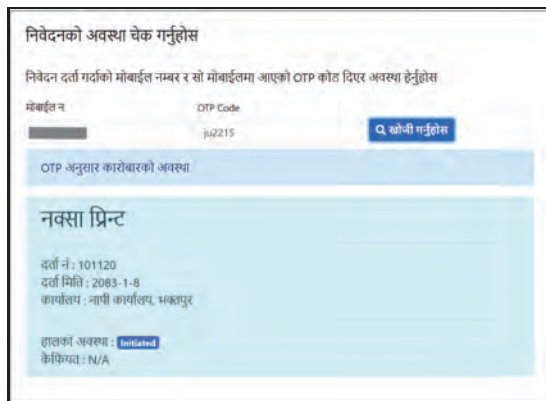 निवेदनको अवस्था चेक गर्नुहोस
निवेदन दर्ता गर्दाको मोबाईल नम्बर र सो मोबाईलमा आएको OTP कोड दिएर अवस्था हेर्नुहोस
मोबाईल न OTP Code
ju2215 खोजी गर्नुहोस
OTP अनुसार कारोबारको अवस्था
नक्सा प्रिन्ट
दर्ता नं : 101120
दर्ता मिति : 2083-1-8
कार्यालय : नापी कार्यालय, भक्तपुर
हालको अवस्था : Initiated
कैफियत : N/A